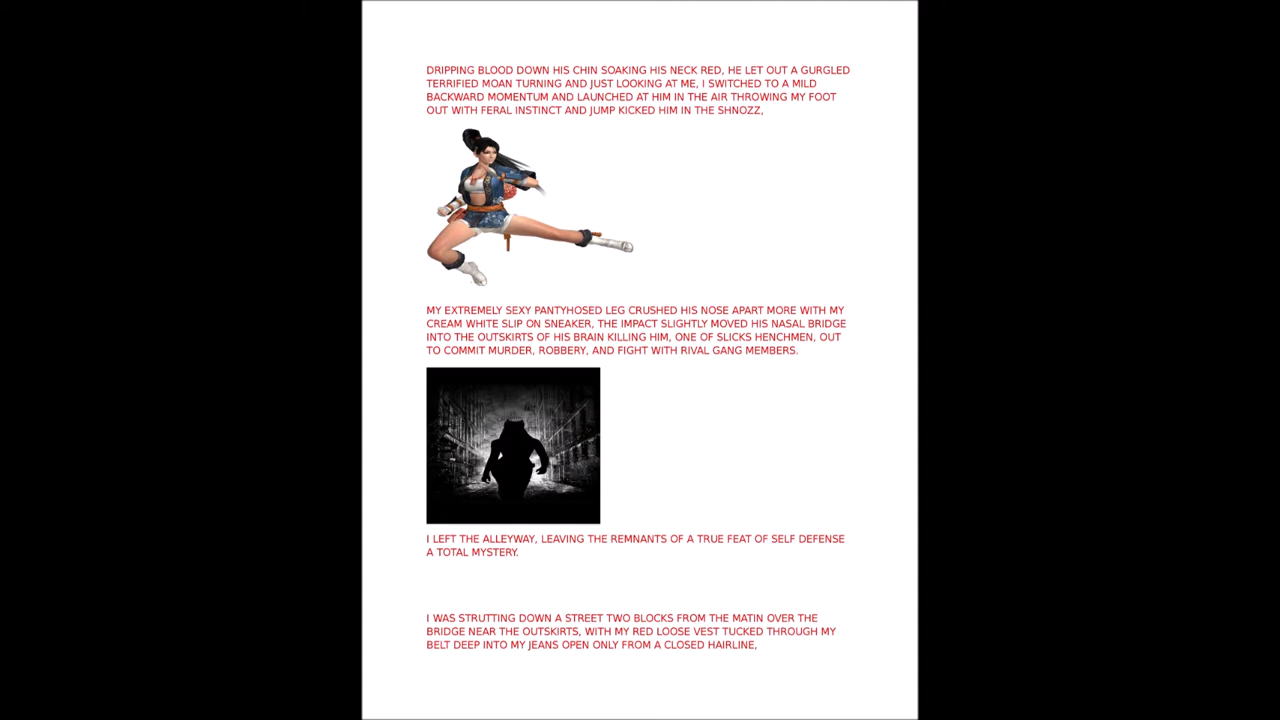 DRIPPING BLOOD DOWN HIS CHIN SOAKING HIS NECK RED, HE LET OUT A GURGLED
TERRIFIED MOAN TURNING AND JUST LOOKING AT ME, I SWITCHED TO A MILD
BACKWARD MOMENTUM AND LAUNCHED AT HIM IN THE AIR THROWING MY FOOT
OUT WITH FERAL INSTINCT AND JUMP KICKED HIM IN THE SHNOZZ,
MY EXTREMELY SEXY PANTYHOSED LEG CRUSHED HIS NOSE APART MORE WITH MY
CREAM WHITE SLIP ON SNEAKER, THE IMPACT SLIGHTLY MOVED HIS NASAL BRIDGE
INTO THE OUTSKIRTS OF HIS BRAIN KILLING HIM, ONE OF SLICKS HENCHMEN, OUT
TO COMMIT MURDER, ROBBERY, AND FIGHT WITH RIVAL GANG MEMBERS.
I LEFT THE ALLEYWAY, LEAVING THE REMNANTS OF A TRUE FEAT OF SELF DEFENSE
A TOTAL MYSTERY.
I WAS STRUTTING DOWN A STREET TWO BLOCKS FROM THE MATIN OVER THE
BRIDGE NEAR THE OUTSKIRTS, WITH MY RED LOOSE VEST TUCKED THROUGH MY
BELT DEEP INTO MY JEANS OPEN ONLY FROM A CLOSED HAIRLINE,